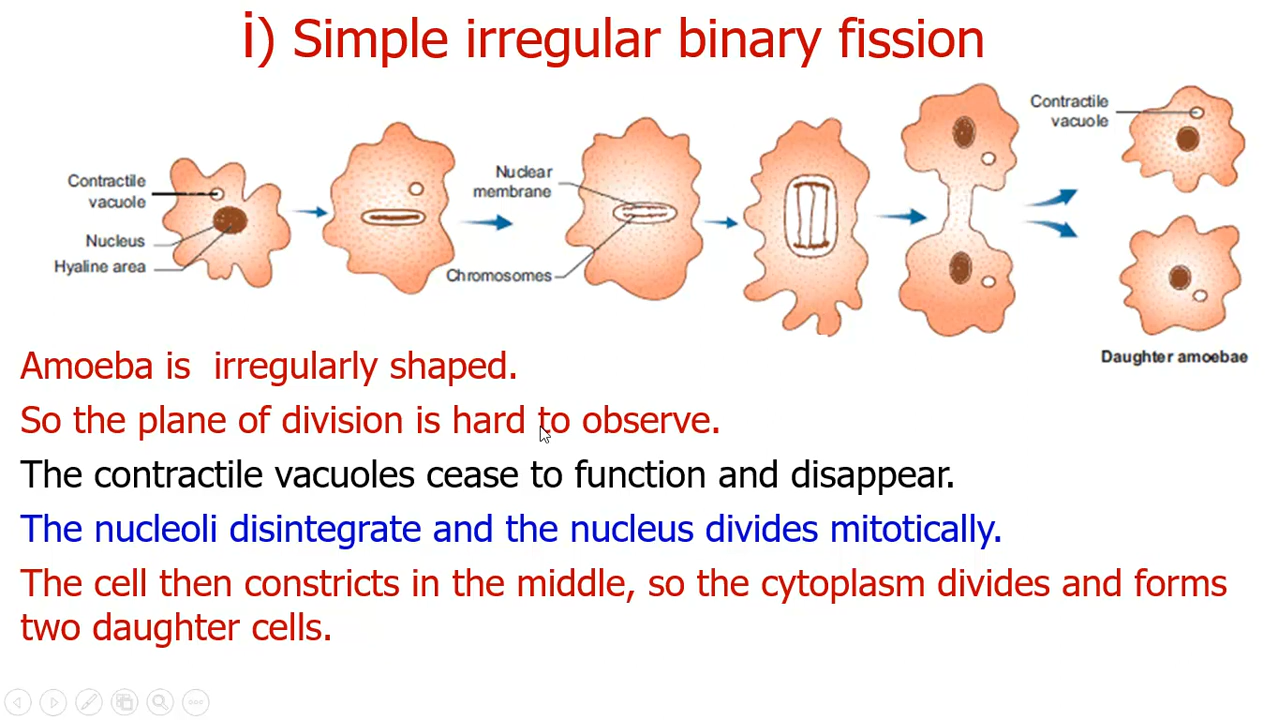 i) Simple irregular binary fission
Contractile
vacuole
Nucleus
Hyaline area
Nuclear
membrane
Chromosomes
Contractile
vacuole
Daughter amoebae
Amoeba is  irregularly shaped.
So the plane of division is hard to observe.
The contractile vacuoles cease to function and disappear.
The nucleoli disintegrate and the nucleus divides mitotically.
The cell then constricts in the middle, so the cytoplasm divides and forms
two daughter cells.